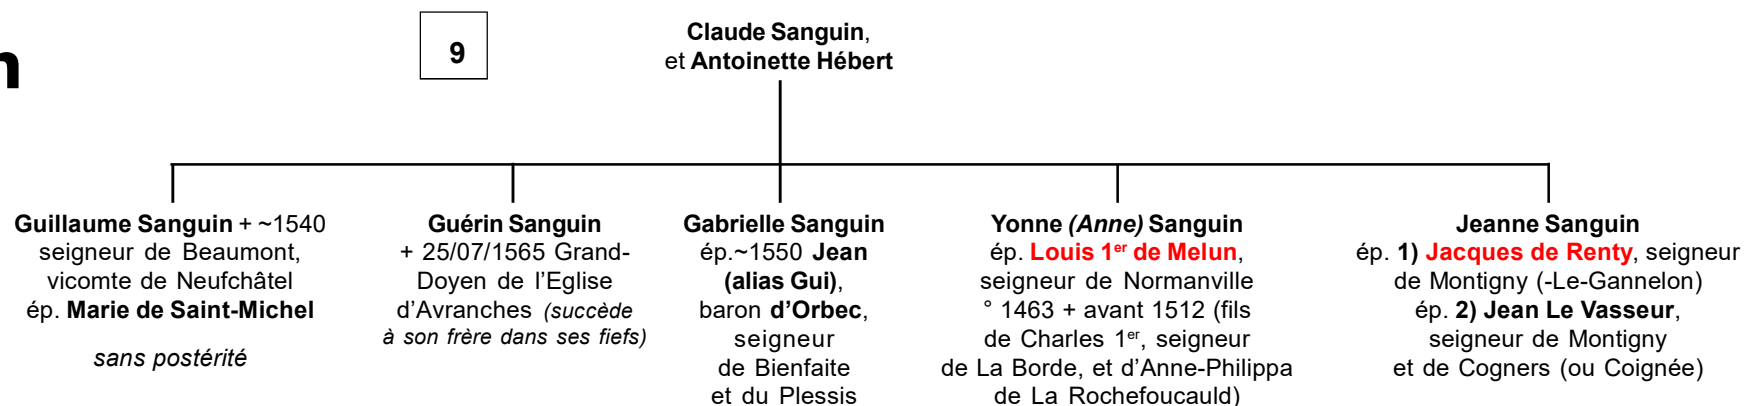 n
9
Claude Sanguin,
et Antoinette Hébert
Guillaume Sanguin + ~1540
seigneur de Beaumont,
vicomte de Neufchâtel
ép. Marie de Saint-Michel
sans postérité
Guérin Sanguin
+ 25/07/1565 Grand-
Doyen de l’Eglise
d’Avranches (succède
à son frère dans ses fiefs)
Gabrielle Sanguin
ép.~1550 Jean
(alias Gui),
baron d’Orbec,
seigneur
de Bienfaite
et du Plessis
Yonne (Anne) Sanguin
ép. Louis 1er de Melun,
seigneur de Normanville
° 1463 + avant 1512 (fils
de Charles 1er, seigneur
de La Borde, et d’Anne-Philippa
de La Rochefoucauld)
Jeanne Sanguin
ép. 1) Jacques de Renty, seigneur
de Montigny (-Le-Gannelon)
ép. 2) Jean Le Vasseur,
seigneur de Montigny
et de Cogners (ou Coignée)